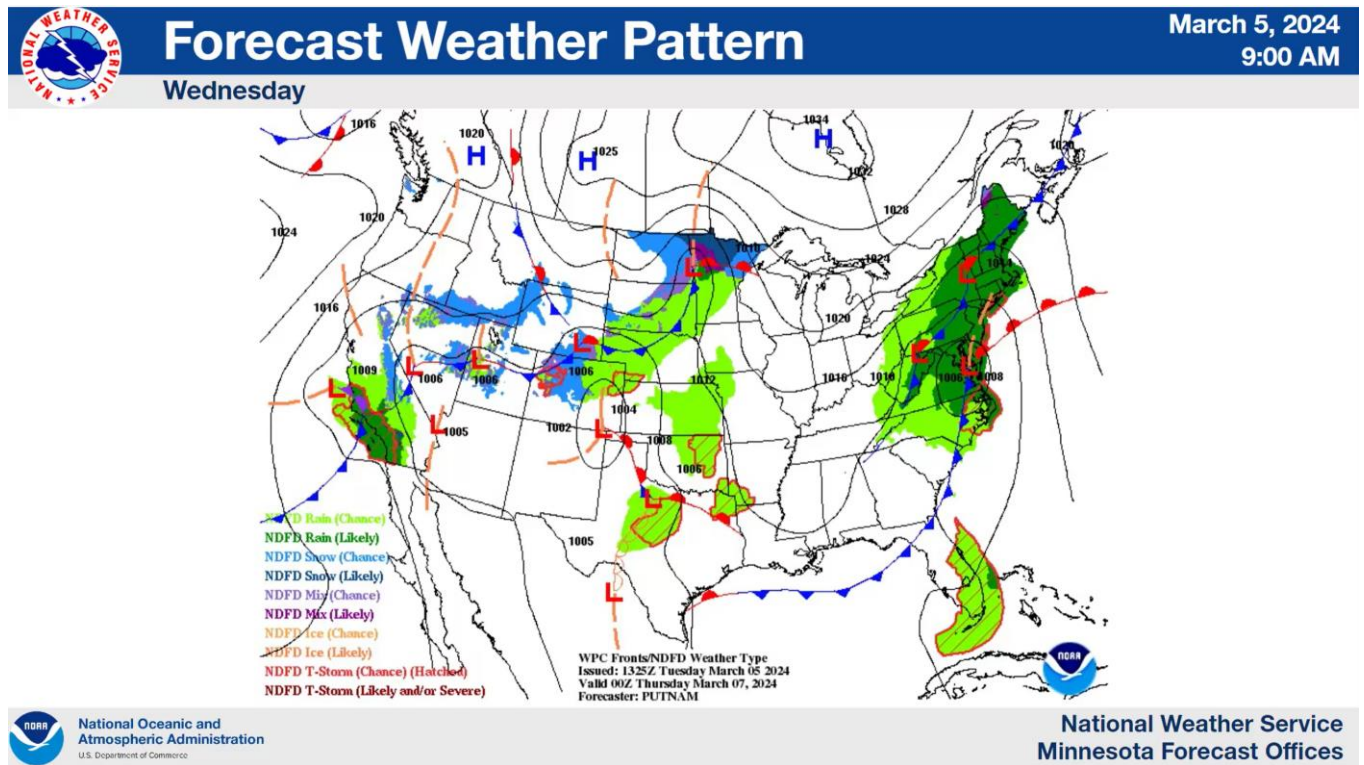 NATIONAL WEATHER SERVICE
Forecast Weather Pattern
March 5, 2024
9:00 AM
Wednesday
1016
1020
H
H 1025
1034
H
1032
1020
1020
1024
1028
1024
1010
1016
1020
1009
1006
1006
1006
1012
1016
1016
1006
1008
1005
1002
1004
1008
1006
1005
L
L
L
L
L
L
L
L
L
L
L
L
NDFD Rain (Chance)
NDFD Rain (Likely)
NDFD Snow (Chance)
NDFD Snow (Likely)
NDFD Mix (Chance)
NDFD Mix (Likely)
NDFD Ice (Chance)
NDFD Ice (Likely)
NDFD T-Storm (Chance) (Hatched)
NDFD T-Storm (Likely and/or Severe)
WPC Fronts/NDFD Weather Type
Issued: 1325Z Tuesday March 05 2024
Valid 00Z Thursday March 07, 2024
Forecaster: PUTNAM
NOAA
NOAA
National Oceanic and
Atmospheric Administration
U.S. Department of Commerce
National Weather Service
Minnesota Forecast Offices